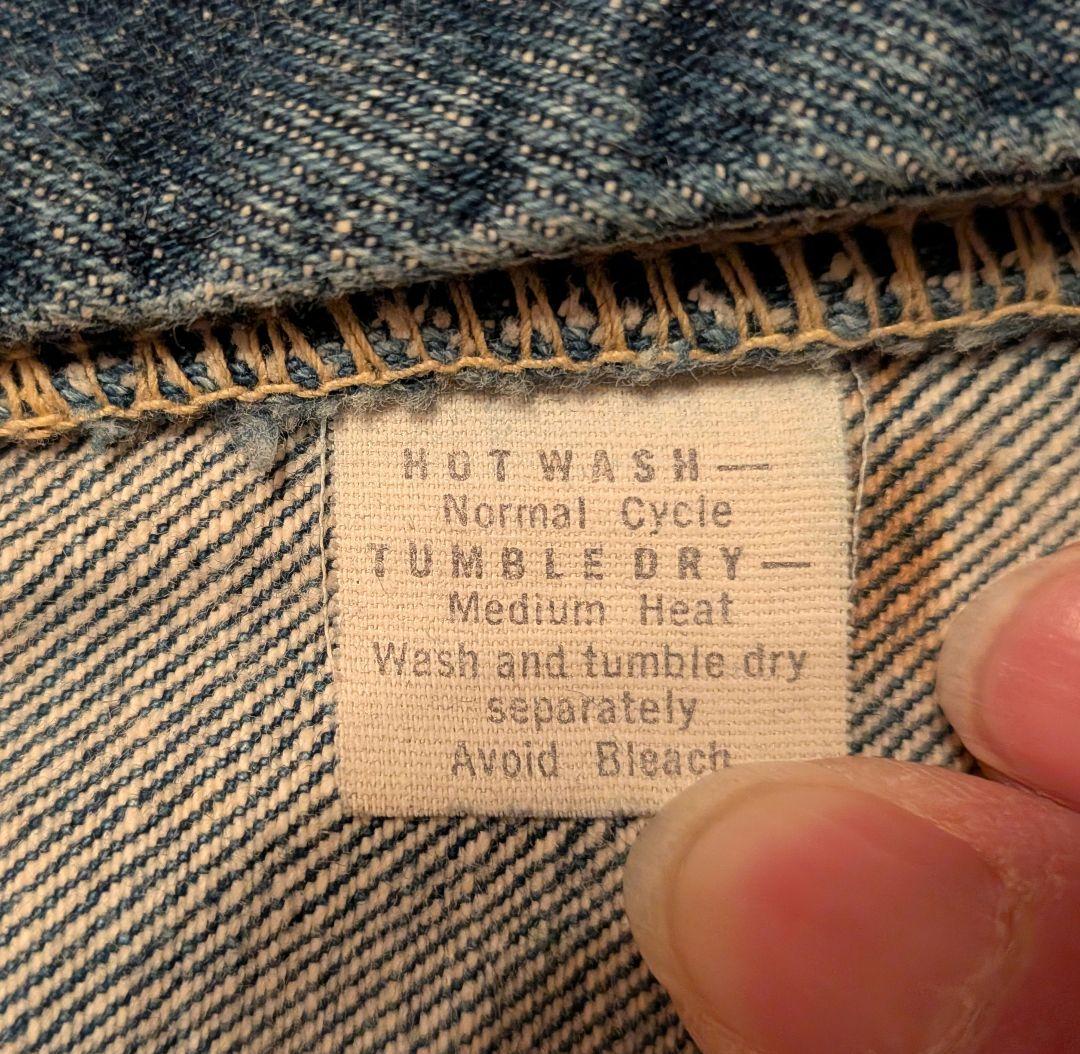 HOT WASH—
Normal Cycle
TUMBLE DRY—
Medium Heat
Wash and tumble dry
separately
Avoid Bleach